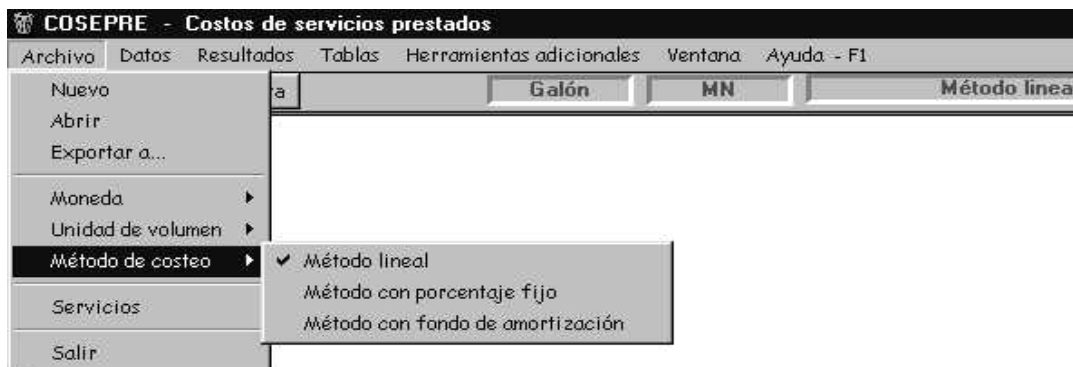 COSEPRE - Costos de servicios prestados
Archivo Datos Resultados Tablas Herramientas adicionales Ventana Ayuda - F1
Nuevo
a Galón MN Método linea
Abrir
Exportar a...
Moneda
Unidad de volumen
Método de costeo
Método lineal
Método con porcentaje fijo
Método con fondo de amortización
Servicios
Salir